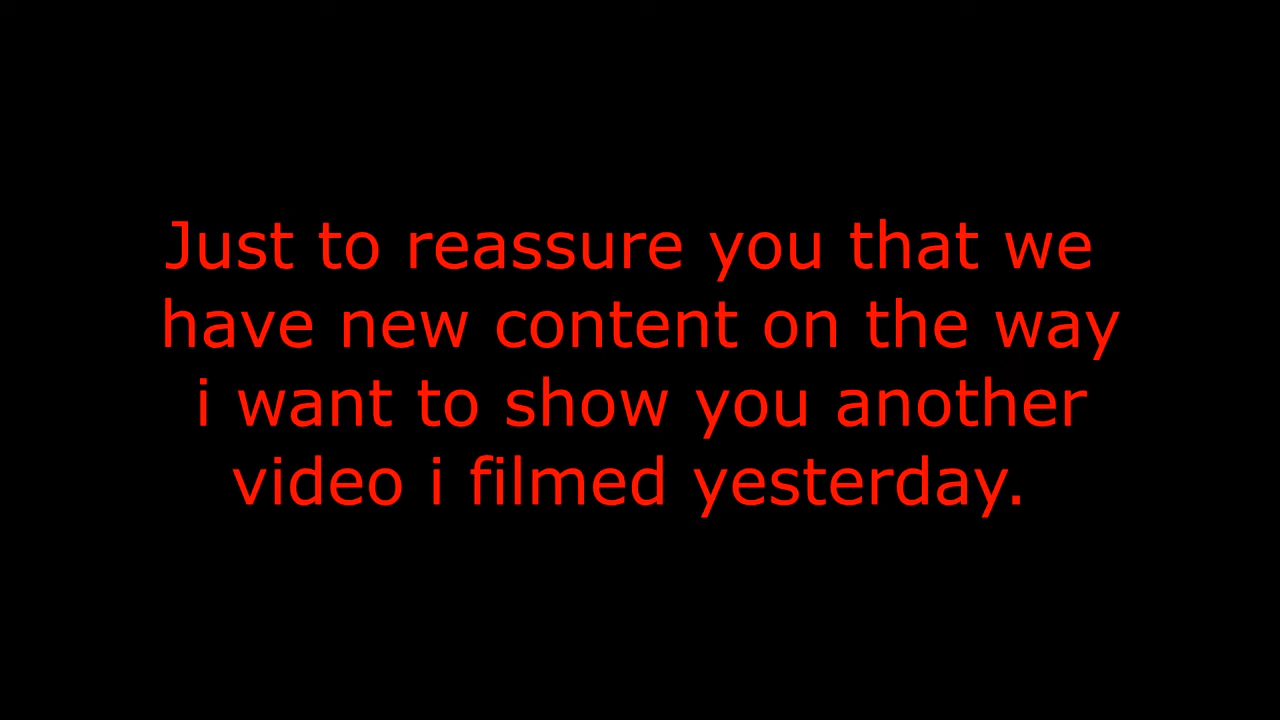 Just to reassure you that we
have new content on the way
i want to show you another
video i filmed yesterday.